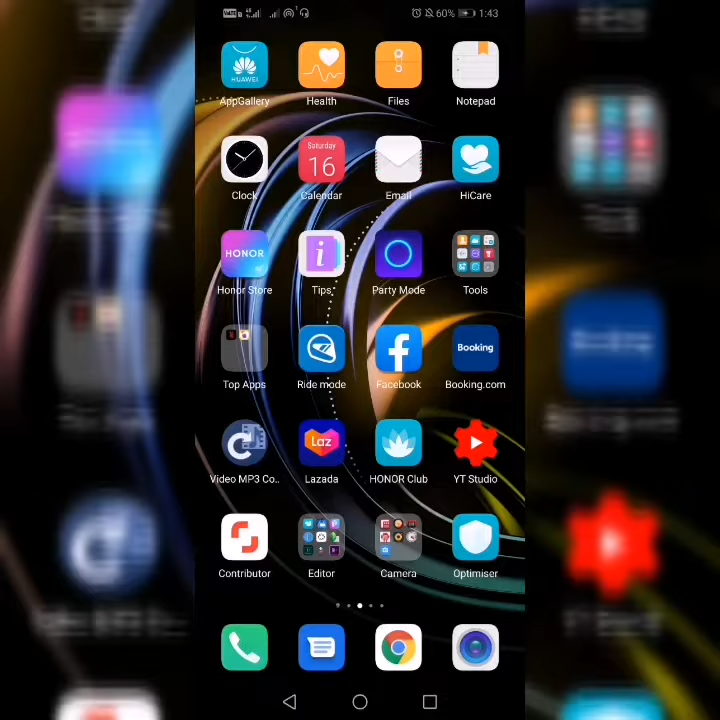 60% 1:43
HUAWEI
AppGallery Health Files Notepad
Saturday
16
Clock Calendar Email HiCare
HONOR
Honor Store Tips Party Mode Tools
Booking
Top Apps Ride mode Facebook Booking.com
Laz
Video MP3 Co.. Lazada HONOR Club YT Studio
Contributor Editor Camera Optimiser